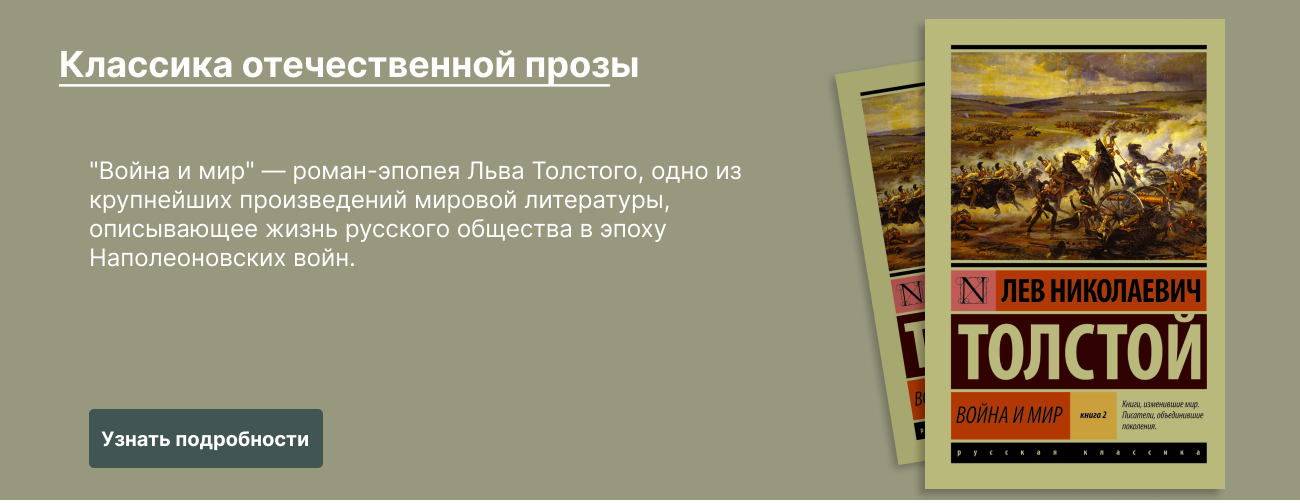 Классика отечественной прозы
"Война и мир" — роман-эпопея Льва Толстого, одно из
крупнейших произведений мировой литературы,
описывающее жизнь русского общества в эпоху
Наполеоновских войн.
Узнать подробности
N
N
ЛЕВ НИКОЛАЕВИЧ
ТОЛСТОЙ
ВОЙНА И МИР
книга 2
Книги, изменившие мир.
Писатели, объединившие
поколения.
русская классика